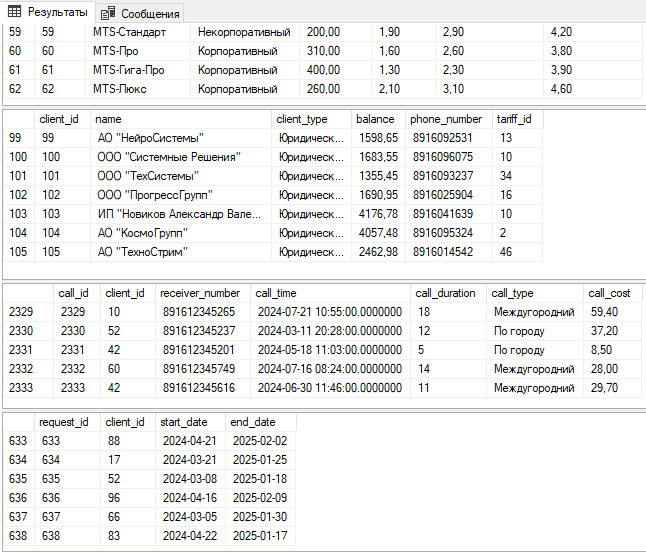 Результаты Сообщения
59 59 MTS-Стандарт Некорпоративный 200,00 1,90 2,90 4,20
60 60 MTS-Про Корпоративный 310,00 1,60 2,60 3,80
61 61 MTS-Гига-Про Корпоративный 400,00 1,30 2,30 3,90
62 62 MTS-Люкс Корпоративный 260,00 2,10 3,10 4,60
client_id name client_type balance phone_number tariff_id
99 99 АО "НейроСистемы" Юридическ... 1598,65 8916092531 13
100 100 ООО "Системные Решения" Юридическ... 1683,55 8916096075 10
101 101 ООО "ТехСистемы" Юридическ... 1355,45 8916093237 34
102 102 ООО "ПрогрессГрупп" Юридическ... 1690,95 8916025904 16
103 103 ИП "Новиков Александр Вале... Юридическ... 4176,78 8916041639 10
104 104 АО "КосмоГрупп" Юридическ... 4057,48 8916095324 2
105 105 АО "ТехноСтрим" Юридическ... 2462,98 8916014542 46
call_id client_id receiver_number call_time call_duration call_type call_cost
2329 2329 10 891612345265 2024-07-21 10:55:00.0000000 18 Междугородний 59,40
2330 2330 52 891612345237 2024-03-11 20:28:00.0000000 12 По городу 37,20
2331 2331 42 891612345201 2024-05-18 11:03:00.0000000 5 По городу 8,50
2332 2332 60 891612345749 2024-07-16 08:24:00.0000000 14 Междугородний 28,00
2333 2333 42 891612345616 2024-06-30 11:46:00.0000000 11 Междугородний 29,70
request_id client_id start_date end_date
633 633 88 2024-04-21 2025-02-02
634 634 17 2024-03-21 2025-01-25
635 635 52 2024-03-08 2025-01-18
636 636 96 2024-04-16 2025-02-09
637 637 66 2024-03-05 2025-01-30
638 638 83 2024-04-22 2025-01-17